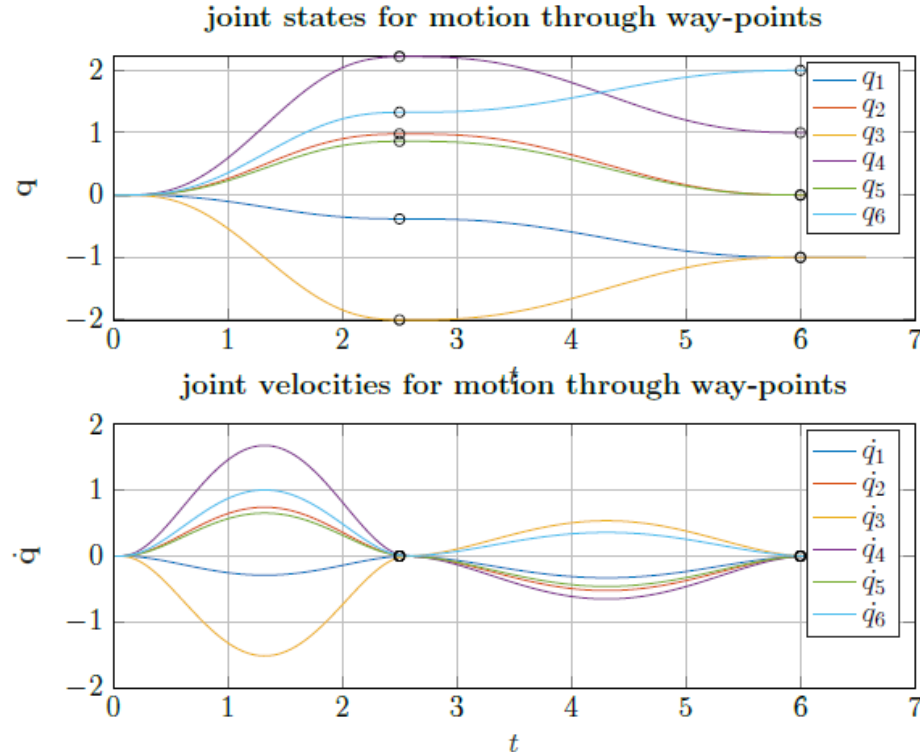 joint states for motion through way-points
q
2
1
0
−1
−2
q1
q2
q3
q4
q5
q6
0 1 2 3 4 5 6 7
t
joint velocities for motion through way-points
q̇
2
1
0
−1
−2
q̇1
q̇2
q̇3
q̇4
q̇5
q̇6
0 1 2 3 4 5 6 7
t